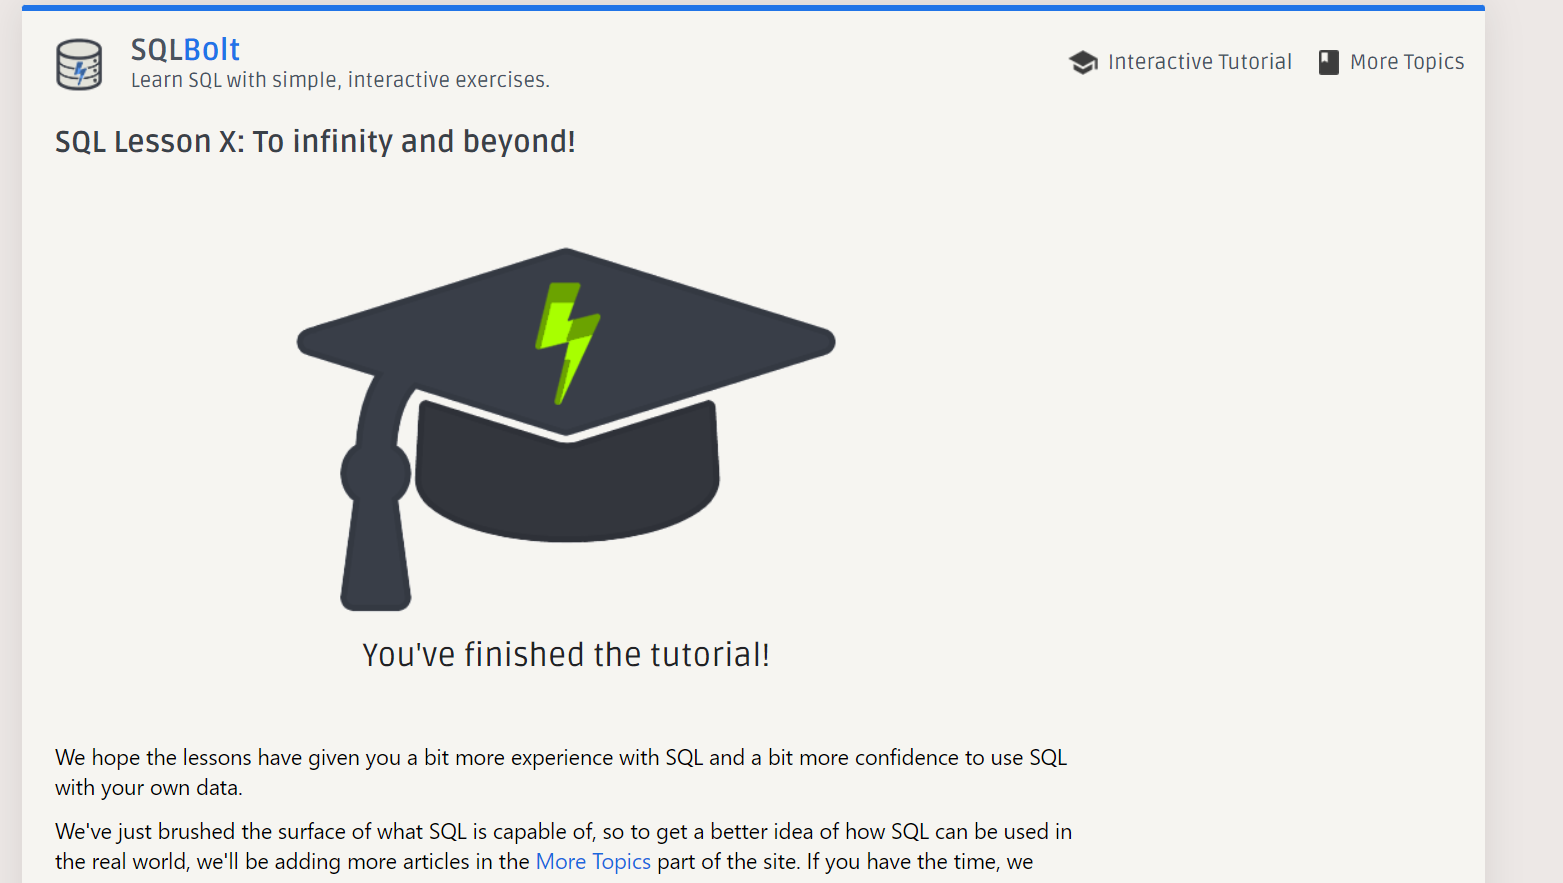 SQLBolt
Learn SQL with simple, interactive exercises.
Interactive Tutorial
More Topics
SQL Lesson X: To infinity and beyond!
You've finished the tutorial!
We hope the lessons have given you a bit more experience with SQL and a bit more confidence to use SQL
with your own data.
We've just brushed the surface of what SQL is capable of, so to get a better idea of how SQL can be used in
the real world, we'll be adding more articles in the More Topics part of the site. If you have the time, we